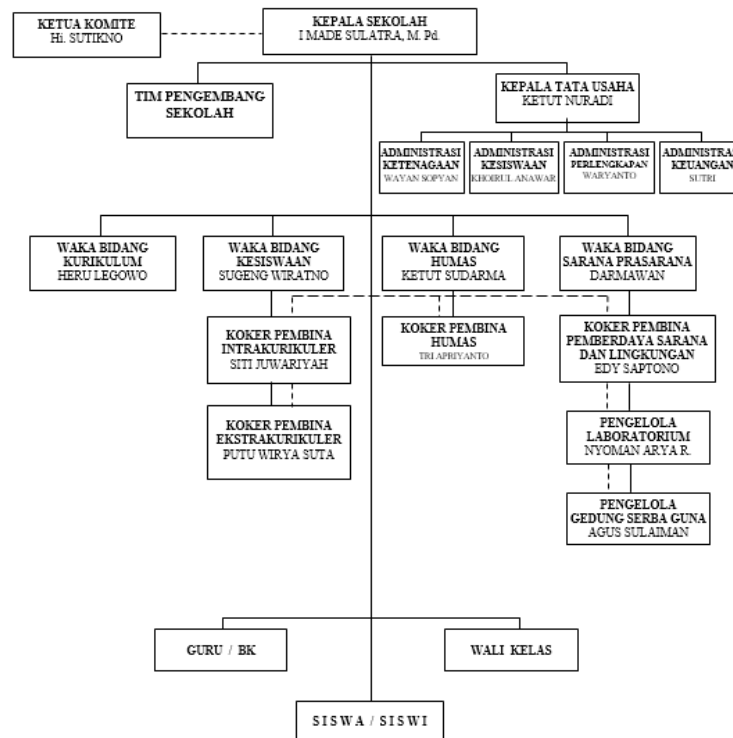 KETUA KOMITE
Hi. SUTIKNO
KEPALA SEKOLAH
I MADE SULATRA, M. Pd.
TIM PENGEMBANG
SEKOLAH
KEPALA TATA USAHA
KETUT NURADI
ADMINISTRASI
KETENAGAAN
WAYAN SOPYAN
ADMINISTRASI
KESISWAAN
KHOIRUL ANAWAR
ADMINISTRASI
PERLENGKAPAN
WARYANTO
ADMINISTRASI
KEUANGAN
SUTRI
WAKA BIDANG
KURIKULUM
HERU LEGOWO
WAKA BIDANG
KESISWAAN
SUGENG WIRATNO
WAKA BIDANG
HUMAS
KETUT SUDARMA
WAKA BIDANG
SARANA PRASARANA
DARMAWAN
KOKER PEMBINA
INTRAKURIKULER
SITI JUWARIYAH
KOKER PEMBINA
HUMAS
TRI APRIYANTO
KOKER PEMBINA
PEMBERDAYA SARANA
DAN LINGKUNGAN
EDY SAPTONO
KOKER PEMBINA
EKSTRAKURIKULER
PUTU WIRYA SUTA
PENGELOLA
LABORATORIUM
NYOMAN ARYA R.
PENGELOLA
GEDUNG SERBA GUNA
AGUS SULAIMAN
GURU / BK
WALI KELAS
SISWA / SISWI